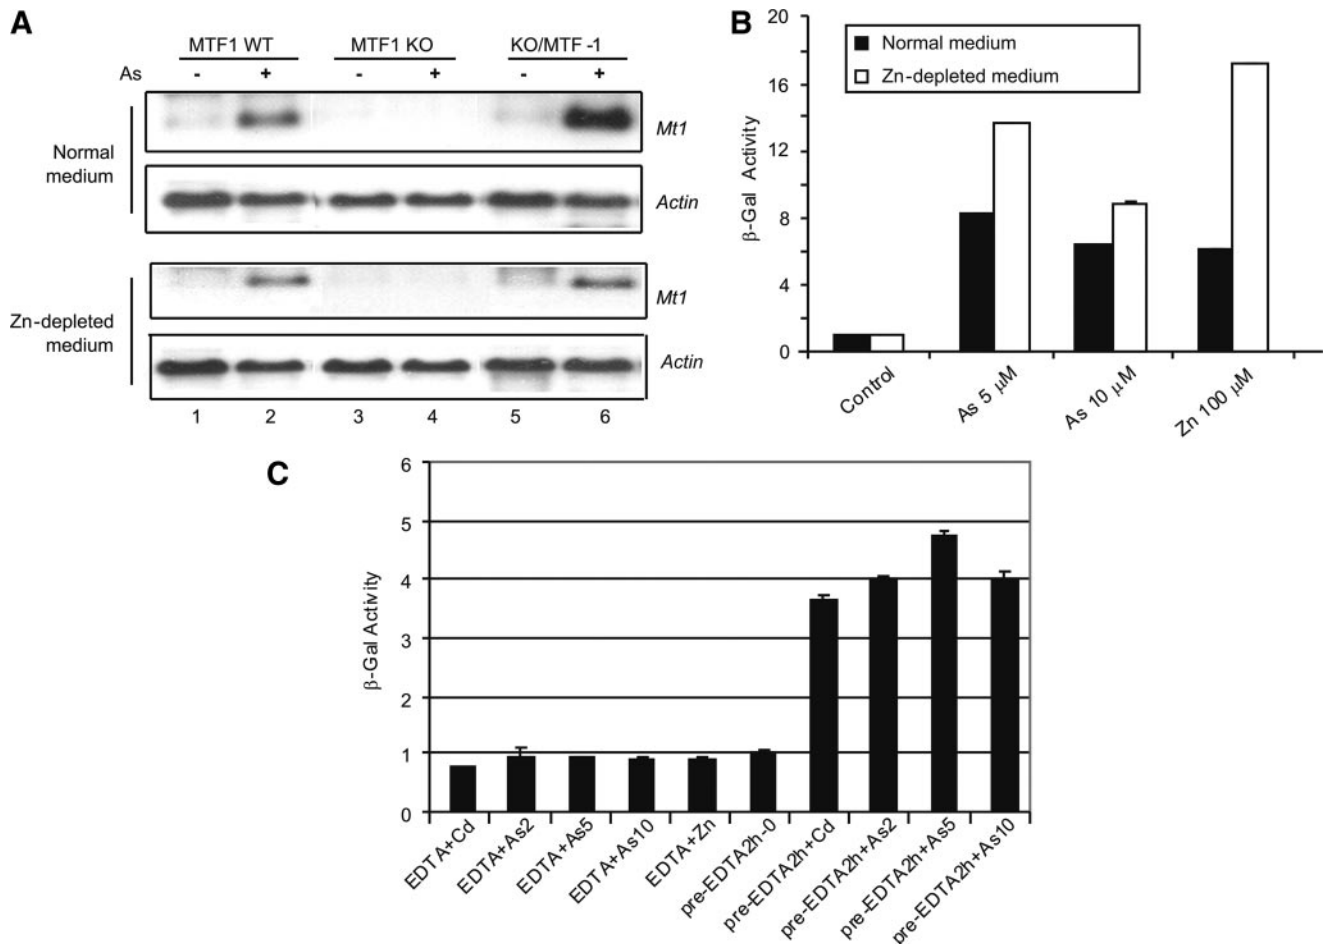 A
MTF1 WT MTF1 KO KO/MTF -1
As - + - + - +
Normal medium
Mt1
Actin
Zn-depleted medium
Mt1
Actin
1 2 3 4 5 6
B
β-Gal Activity
20
16
12
8
4
0
Normal medium
Zn-depleted medium
Control
As 5 μM
As 10 μM
Zn 100 μM
C
β-Gal Activity
6
5
4
3
2
1
0
EDTA+Cd
EDTA+As2
EDTA+As5
EDTA+As10
EDTA+Zn
pre-EDTA2h-0
pre-EDTA2h+Cd
pre-EDTA2h+As2
pre-EDTA2h+As5
pre-EDTA2h+As10